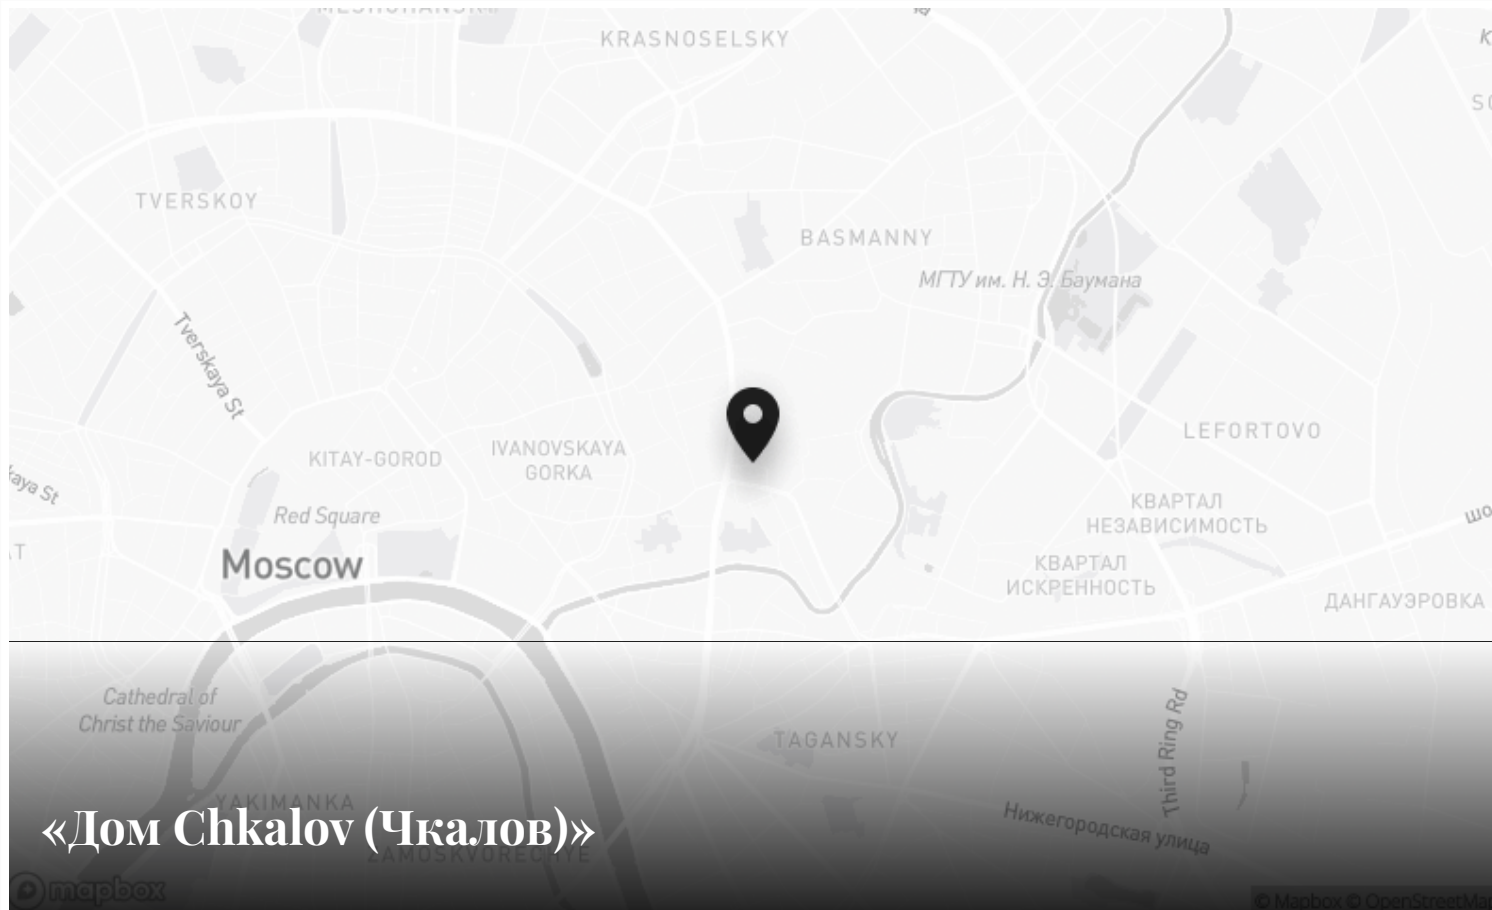 MESHCHANSKY
KRASNOSELSKY
TVERSKOY
BASMANNY
МГТУ им. Н. Э. Баумана
Tverskaya St
LEFORTOVO
KITAY-GOROD
IVANOVSKAYA
GORKA
Red Square
КВАРТАЛ
НЕЗАВИСИМОСТЬ
Moscow
КВАРТАЛ
ИСКРЕННОСТЬ
ДАНГАУЭРОВКА
Cathedral of
Christ the Saviour
TAGANSKY
Third Ring Rd
YAKIMANKA
Нижегородская улица
«Дом Chkalov (Чкалов)»
ZAMOSKVORECHYE
mapbox
© Mapbox © OpenStreetMap